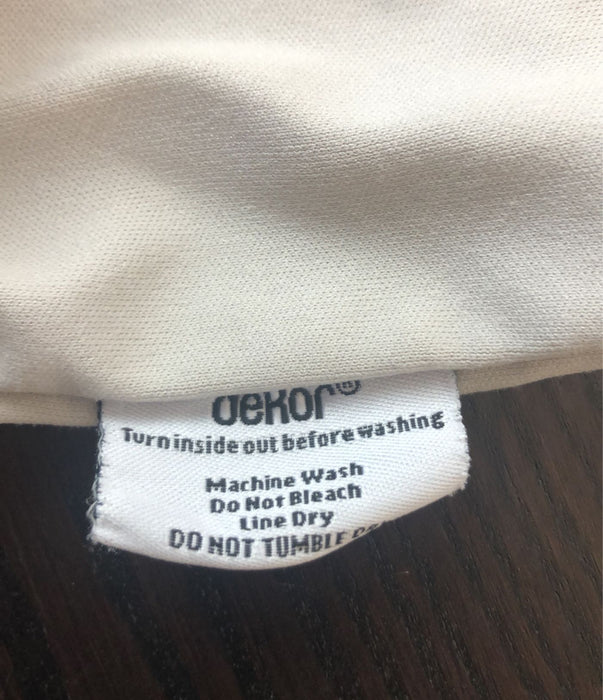 dekor®
Turn inside out before washing
Machine Wash
Do Not Bleach
Line Dry
DO NOT TUMBLE